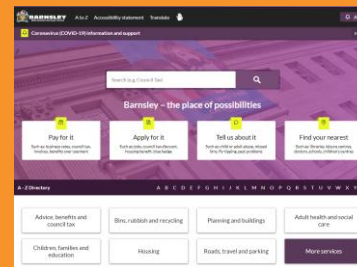 BARNSLEY
A to Z Accessibility statement Translate
Coronavirus (COVID-19) information and support
Search (e.g. Council Tax)
Barnsley – the place of possibilities
Pay for it
Apply for it
Tell us about it
Find your nearest
A-Z Directory A B C D E F G H I J K L M N O P Q R S T U V W X Y
Advice, benefits and
council tax
Bins, rubbish and recycling
Planning and buildings
Adult health and social
care
Children, families and
education
Housing
Roads, travel and parking
More services